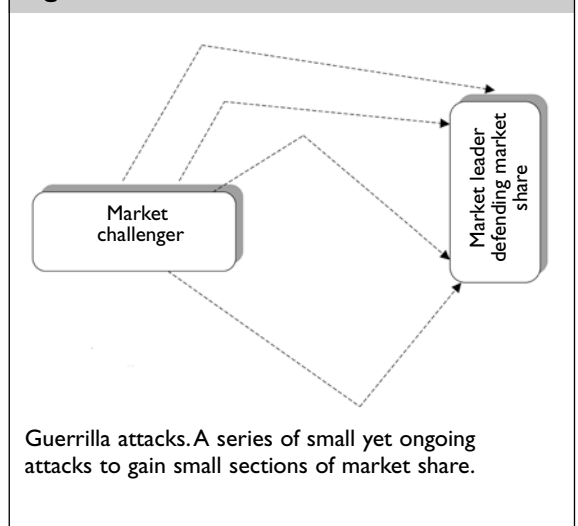 Market
challenger
Market leader
defending market
share
Guerrilla attacks. A series of small yet ongoing
attacks to gain small sections of market share.